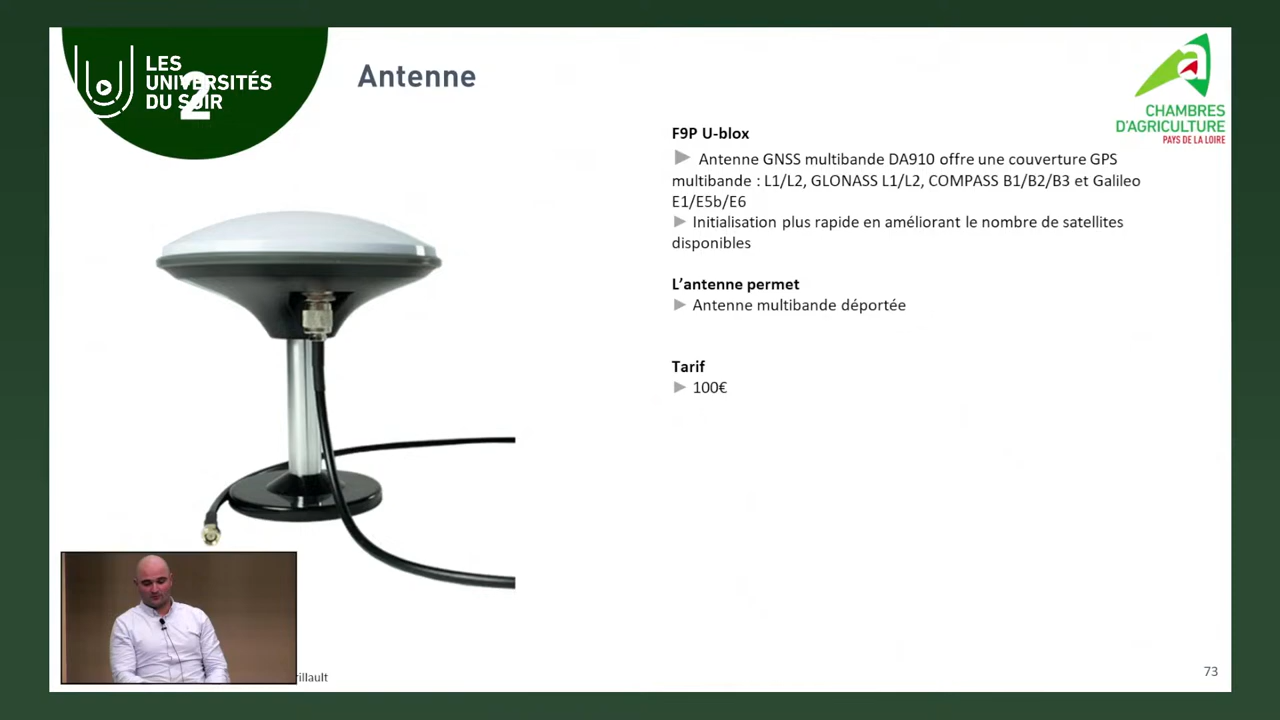 LES
UNIVERSITÉS
DU SOIR
2
Antenne
CHAMBRES
D'AGRICULTURE
PAYS DE LA LOIRE
F9P U-blox
Antenne GNSS multibande DA910 offre une couverture GPS
multibande : L1/L2, GLONASS L1/L2, COMPASS B1/B2/B3 et Galileo
E1/E5b/E6
Initialisation plus rapide en améliorant le nombre de satellites
disponibles
L’antenne permet
Antenne multibande déportée
Tarif
100€
73